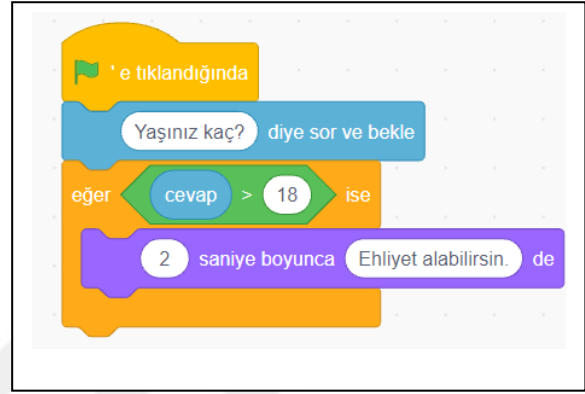 ' e tıklandığında
Yaşınız kaç? diye sor ve bekle
eğer cevap > 18 ise
2 saniye boyunca Ehliyet alabilirsin. de